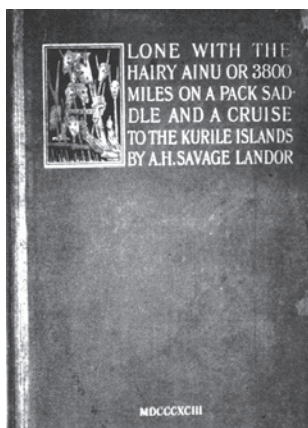 LONE WITH THE
HAIRY AINU OR 3800
MILES ON A PACK SAD-
DLE AND A CRUISE
TO THE KURILE ISLANDS
BY A.H. SAVAGE LANDOR
MDCCCXCIII